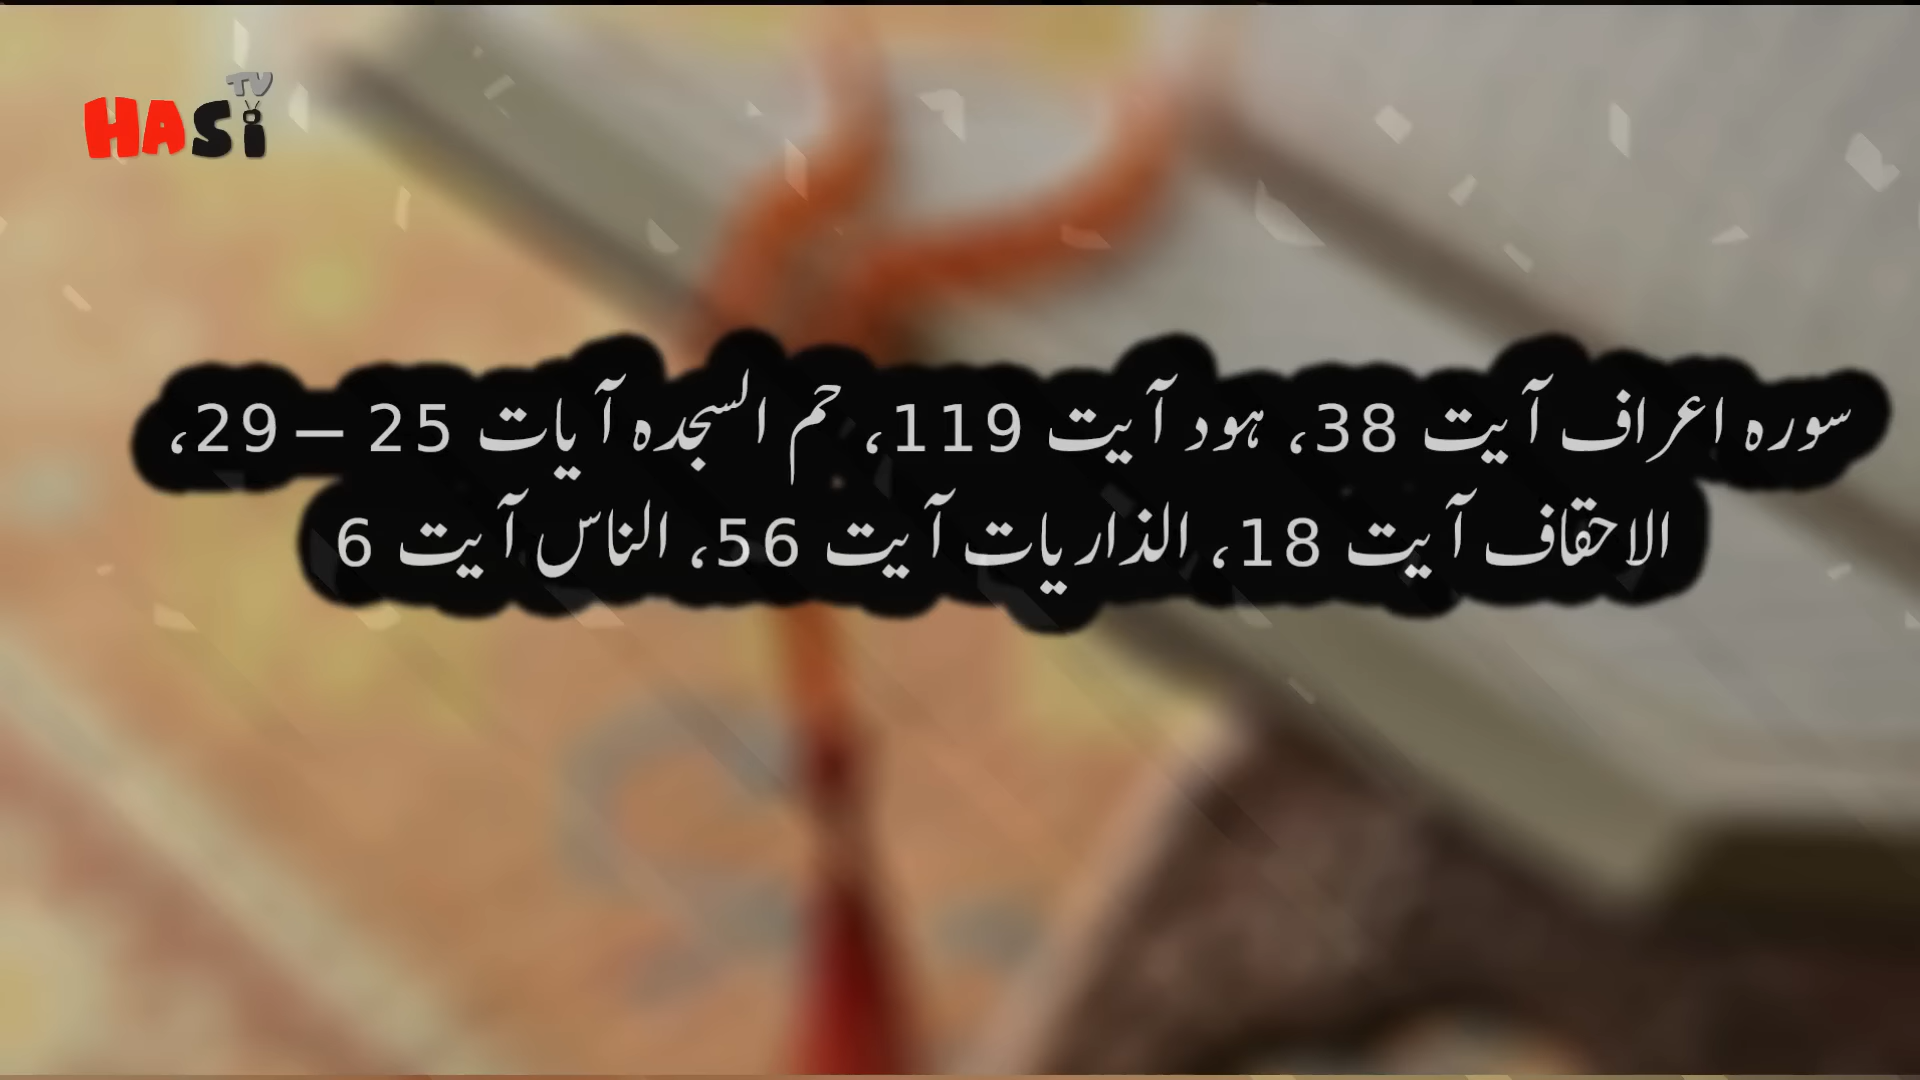 HASi TV
سورہ اعراف آیت 38، ہود آیت 119، حم السجدہ آیات 25 – 29،
الاحقاف آیت 18، الذاریات آیت 56، الناس آیت 6